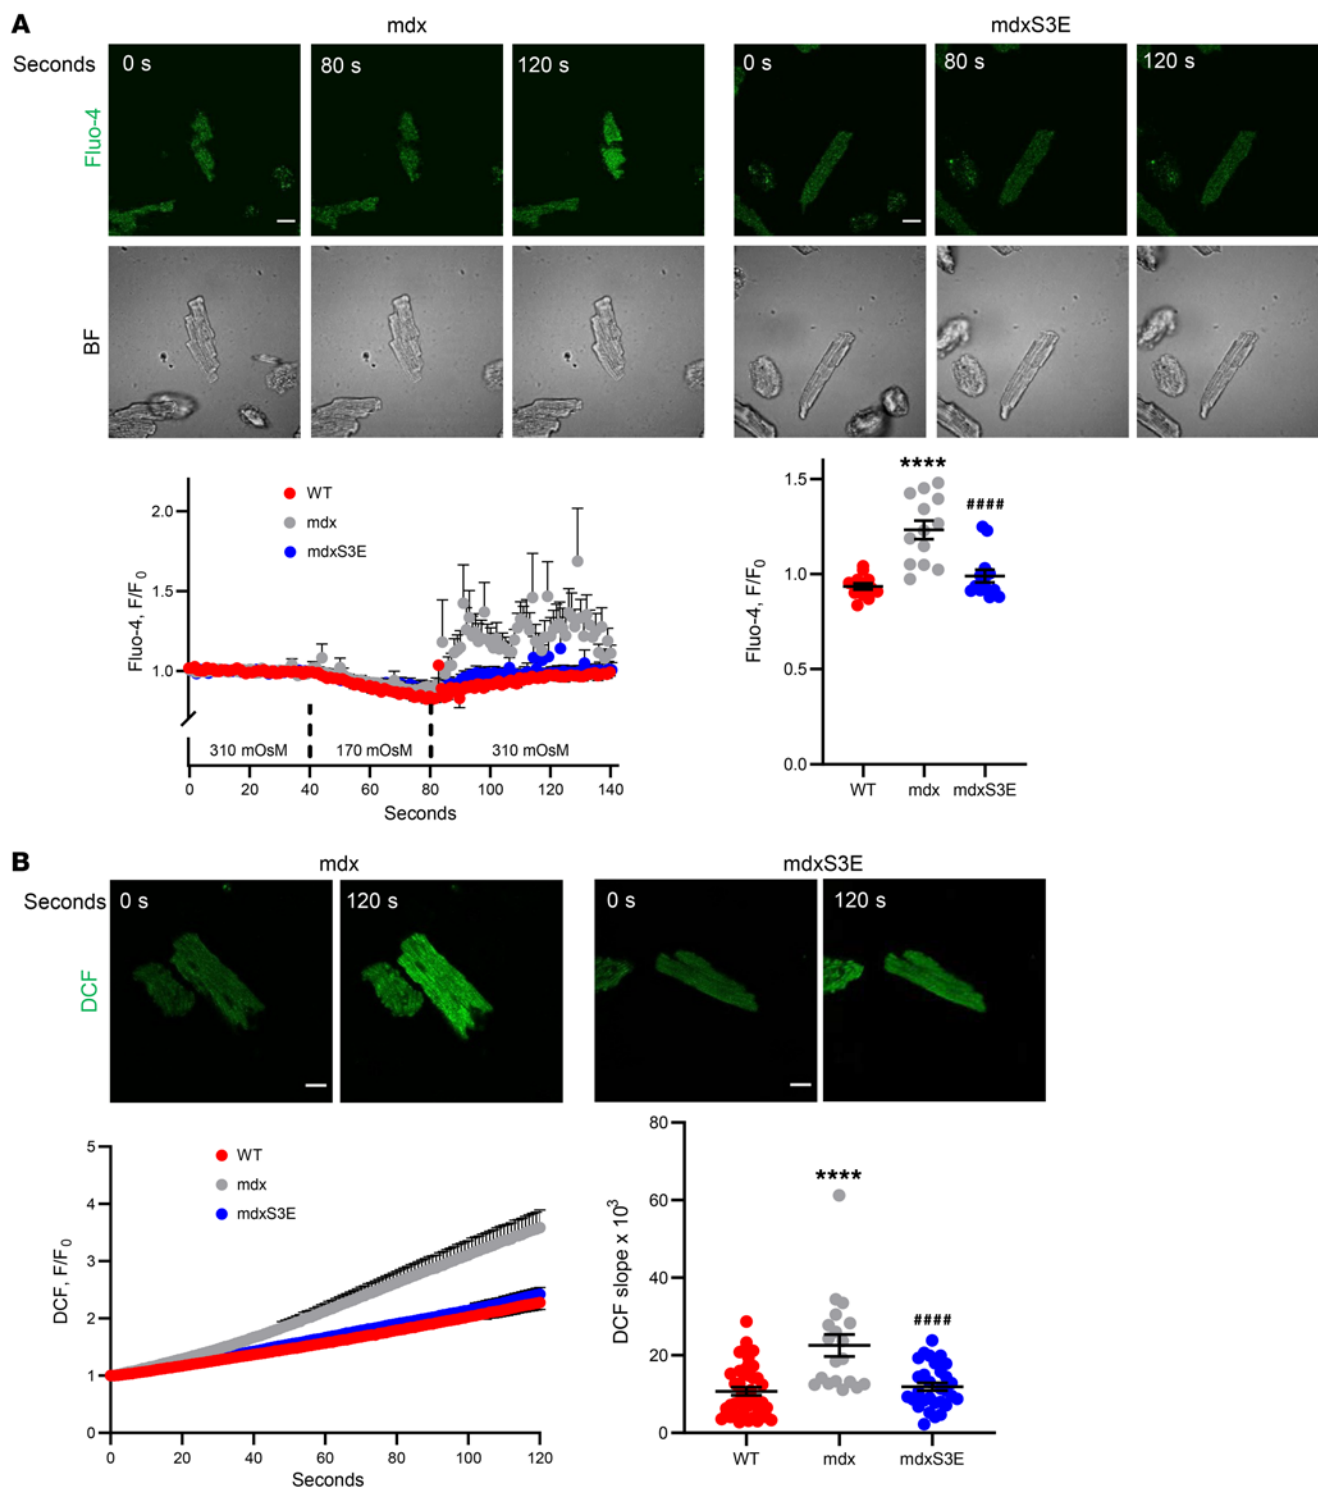 A
mdx
mdxS3E
Seconds
0 s
80 s
120 s
0 s
80 s
120 s
Fluo-4
BF
WT
mdx
mdxS3E
Fluo-4, F/F0
2.0
1.5
1.0
310 mOsM
170 mOsM
310 mOsM
0
20
40
60
80
100
120
140
Seconds
****
####
Fluo-4, F/F0
1.5
1.0
0.5
0.0
WT
mdx
mdxS3E
B
mdx
mdxS3E
Seconds
0 s
120 s
0 s
120 s
DCF
WT
mdx
mdxS3E
DCF, F/F0
5
4
3
2
1
0
0
20
40
60
80
100
120
Seconds
****
####
DCF slope x 10³
80
60
40
20
0
WT
mdx
mdxS3E